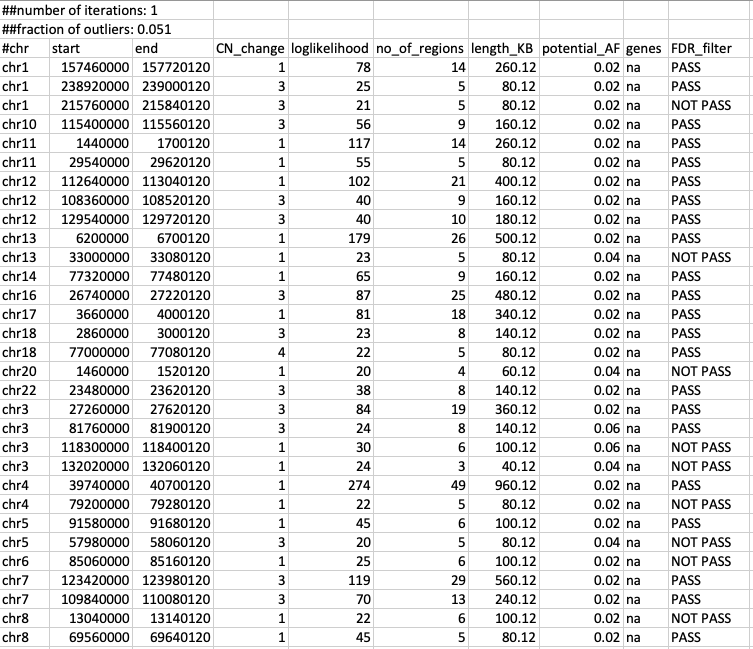 ##number of iterations: 1
##fraction of outliers: 0.051
#chr start end CN_change loglikelihood no_of_regions length_KB potential_AF genes FDR_filter
chr1 157460000 157720120 1 78 14 260.12 0.02 na PASS
chr1 238920000 239000120 3 25 5 80.12 0.02 na PASS
chr1 215760000 215840120 3 21 5 80.12 0.02 na NOT PASS
chr10 115400000 115560120 3 56 9 160.12 0.02 na PASS
chr11 1440000 1700120 1 117 14 260.12 0.02 na PASS
chr11 29540000 29620120 1 55 5 80.12 0.02 na PASS
chr12 112640000 113040120 1 102 21 400.12 0.02 na PASS
chr12 108360000 108520120 3 40 9 160.12 0.02 na PASS
chr12 129540000 129720120 3 40 10 180.12 0.02 na PASS
chr13 6200000 6700120 1 179 26 500.12 0.02 na PASS
chr13 33000000 33080120 1 23 5 80.12 0.04 na NOT PASS
chr14 77320000 77480120 1 65 9 160.12 0.02 na PASS
chr16 26740000 27220120 3 87 25 480.12 0.02 na PASS
chr17 3660000 4000120 1 81 18 340.12 0.02 na PASS
chr18 2860000 3000120 3 23 8 140.12 0.02 na PASS
chr18 77000000 77080120 4 22 5 80.12 0.02 na PASS
chr20 1460000 1520120 1 20 4 60.12 0.04 na NOT PASS
chr22 23480000 23620120 3 38 8 140.12 0.02 na PASS
chr3 27260000 27620120 3 84 19 360.12 0.02 na PASS
chr3 81760000 81900120 3 24 8 140.12 0.06 na PASS
chr3 118300000 118400120 1 30 6 100.12 0.06 na NOT PASS
chr3 132020000 132060120 1 24 3 40.12 0.04 na NOT PASS
chr4 39740000 40700120 1 274 49 960.12 0.02 na PASS
chr4 79200000 79280120 1 22 5 80.12 0.02 na NOT PASS
chr5 91580000 91680120 1 45 6 100.12 0.02 na PASS
chr5 57980000 58060120 3 20 5 80.12 0.04 na NOT PASS
chr6 85060000 85160120 1 25 6 100.12 0.02 na NOT PASS
chr7 123420000 123980120 3 119 29 560.12 0.02 na PASS
chr7 109840000 110080120 3 70 13 240.12 0.02 na PASS
chr8 13040000 13140120 1 22 6 100.12 0.02 na NOT PASS
chr8 69560000 69640120 1 45 5 80.12 0.02 na PASS